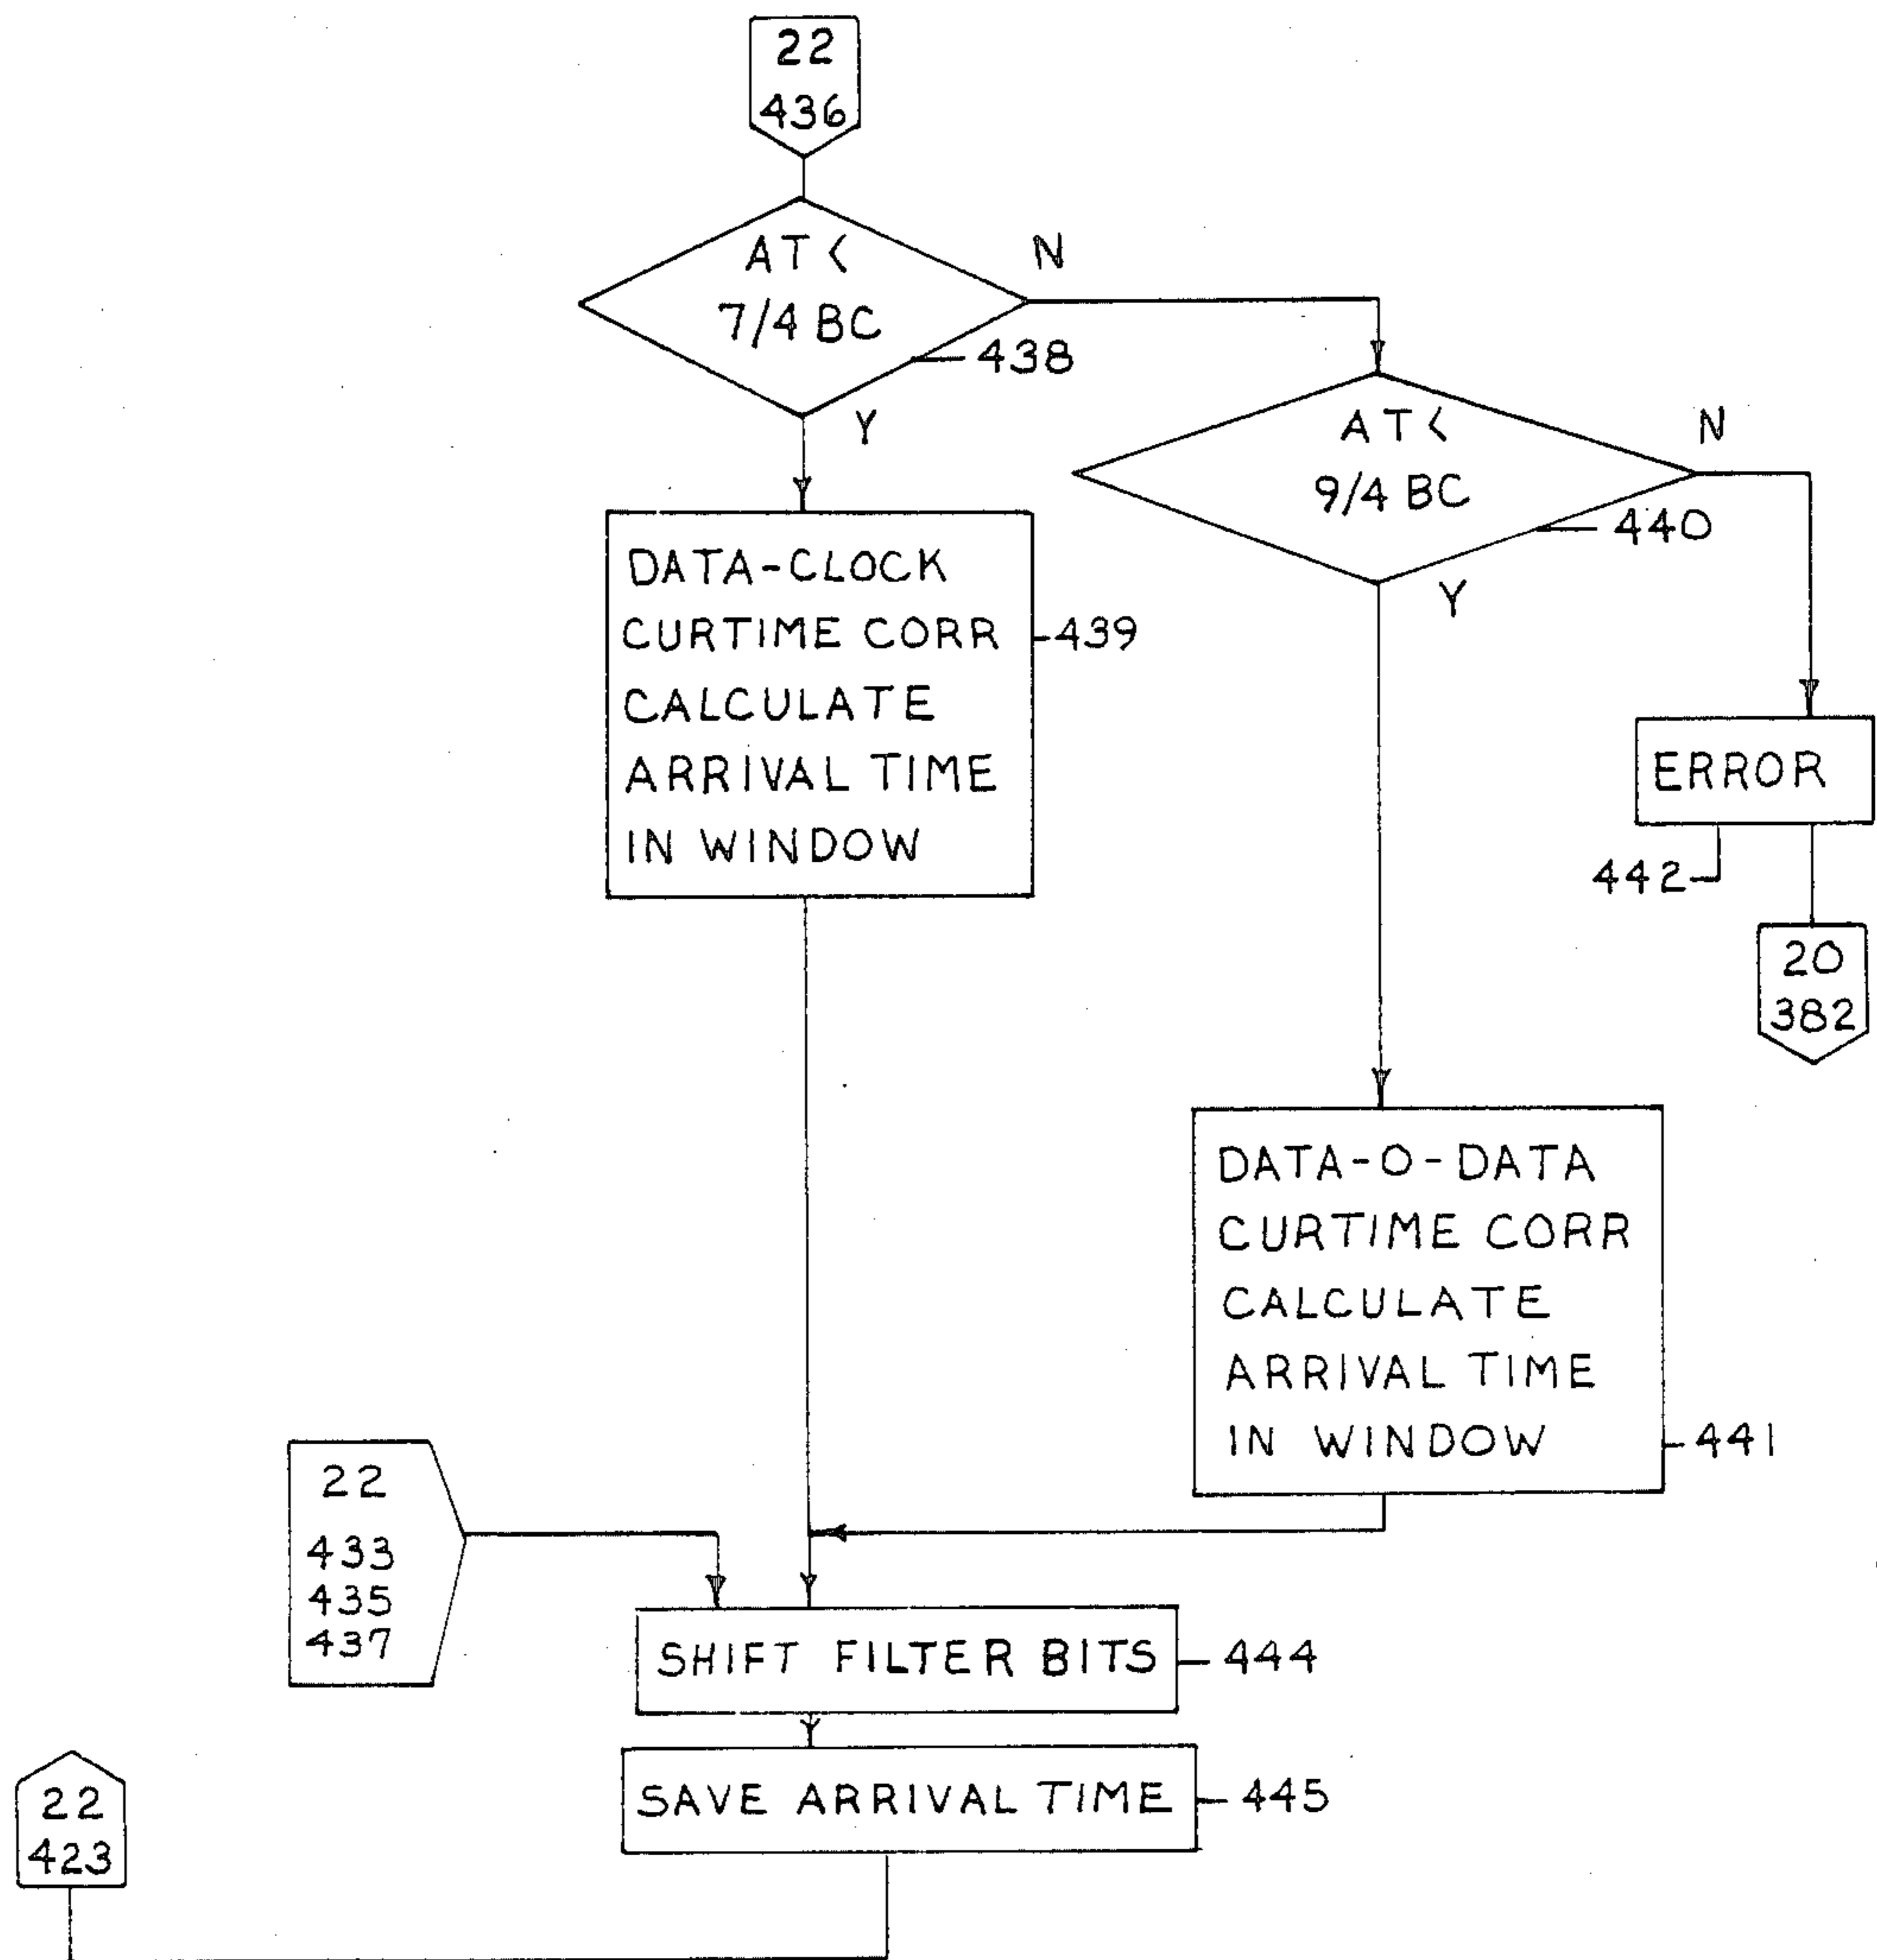 22
436
AT <
7/4 BC
N
438
Y
AT <
9/4 BC
N
440
Y
DATA-CLOCK
CURTIME CORR
CALCULATE
ARRIVAL TIME
IN WINDOW
439
ERROR
442
20
382
DATA-O-DATA
CURTIME CORR
CALCULATE
ARRIVAL TIME
IN WINDOW
441
22
433
435
437
SHIFT FILTER BITS
444
SAVE ARRIVAL TIME
445
22
423